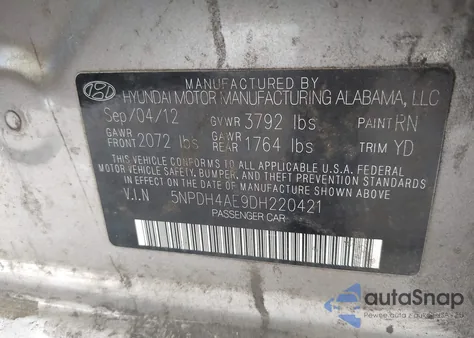 MANUFACTURED BY
HYUNDAI MOTOR MANUFACTURING ALABAMA, LLC
Sep/04/12 GVWR 3792 lbs PAINT RN
GAWR FRONT 2072 lbs GAWR REAR 1764 lbs TRIM YD
THIS VEHICLE CONFORMS TO ALL APPLICABLE U.S.A. FEDERAL
MOTOR VEHICLE SAFETY, BUMPER, AND THEFT PREVENTION STANDARDS IN
EFFECT ON THE DATE OF MANUFACTURE SHOWN ABOVE.
V.I.N 5NPDH4AE9DH220421
PASSENGER CAR
autoSnap
Pewne auta z